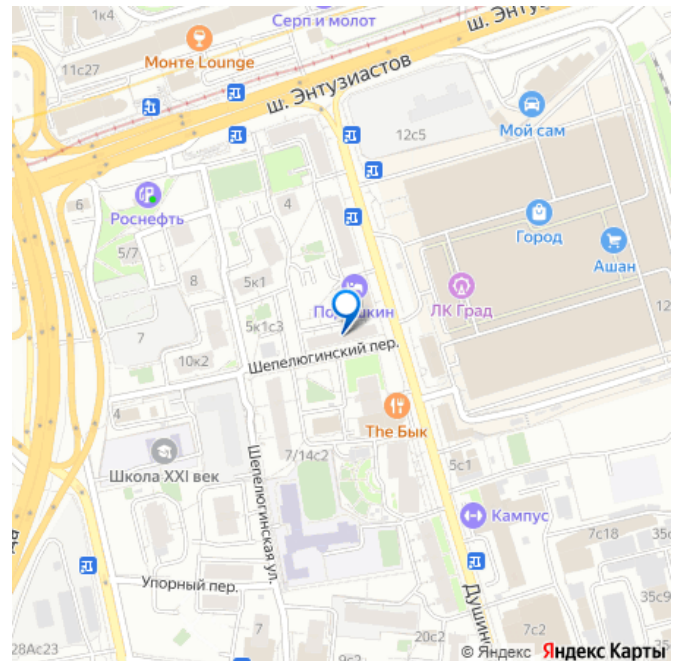 1к4
Серп и молот
ш. Энтузиастов
Монте Lounge
11с27
ш. Энтузиастов
12с5
Мой сам
6
Роснефть
4
Город
5/7
Ашан
8
5к1
ЛК Град
12
5к1с3
7
10к2
Шепелюгинский пер.
4
The Бык
7/14с2
5с1
Школа XXI век
Шепелюгинская ул.
Кампус
7с18
35с
Упорный пер.
Душинс
35с9
7
7с2
20с2
28Ас23
9с2
© Яндекс Яндекс Карты